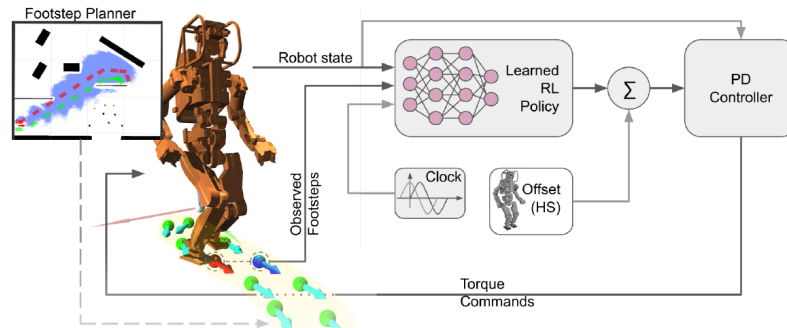 Footstep Planner
Robot state
Observed
Footsteps
Learned
RL
Policy
Σ
PD
Controller
Clock
Offset
(HS)
Torque
Commands